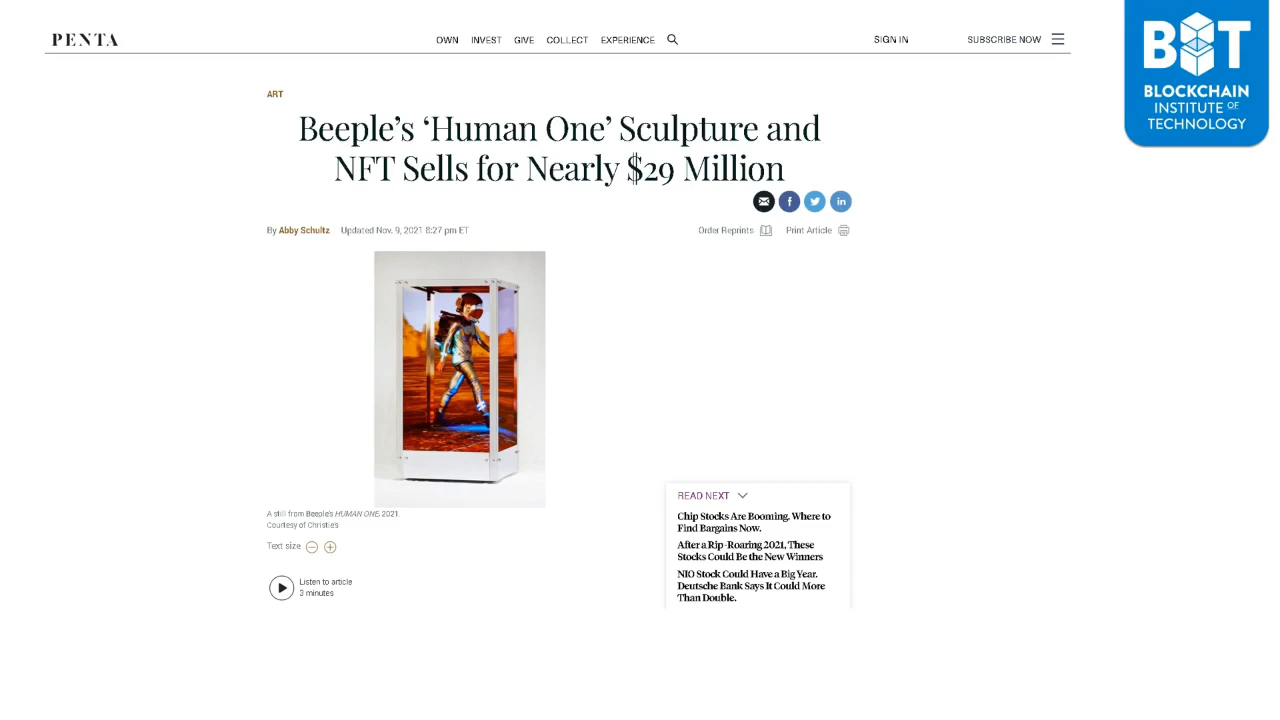 PENTA
OWN INVEST GIVE COLLECT EXPERIENCE
SIGN IN
SUBSCRIBE NOW
BIT
BLOCKCHAIN
INSTITUTE OF
TECHNOLOGY
ART
Beeple's ‘Human One’ Sculpture and
NFT Sells for Nearly $29 Million
f
in
By Abby Schultz Updated Nov. 9, 2021 8:27 pm ET
Order Reprints
Print Article
A still from Beeple's HUMAN ONE, 2021.
Courtesy of Christie's
Text size
Listen to article
3 minutes
READ NEXT
Chip Stocks Are Booming. Where to
Find Bargains Now.
After a Rip-Roaring 2021, These
Stocks Could Be the New Winners
NIO Stock Could Have a Big Year.
Deutsche Bank Says It Could More
Than Double.